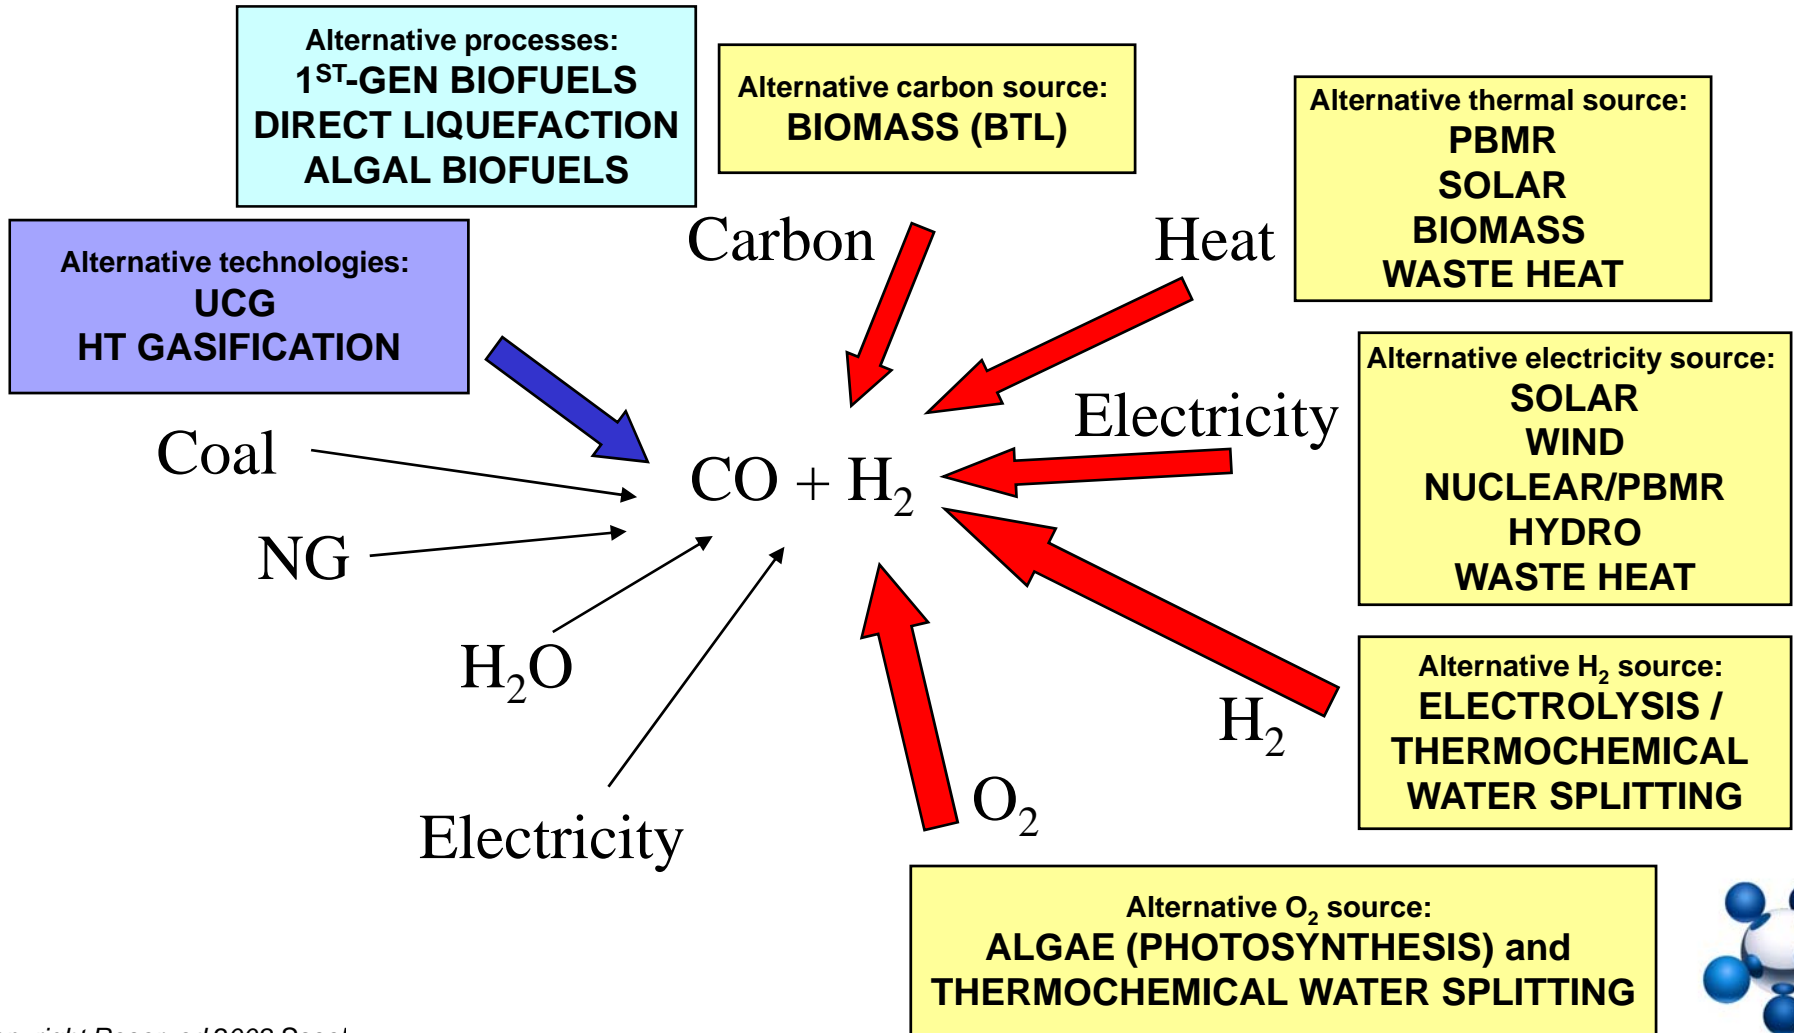 Alternative processes:
1ST-GEN BIOFUELS
DIRECT LIQUEFACTION
ALGAL BIOFUELS
Alternative carbon source:
BIOMASS (BTL)
Alternative thermal source:
PBMR
SOLAR
BIOMASS
WASTE HEAT
Alternative technologies:
UCG
HT GASIFICATION
Carbon
Heat
Alternative electricity source:
SOLAR
WIND
NUCLEAR/PBMR
HYDRO
WASTE HEAT
Electricity
Coal
CO + H₂
NG
H₂O
H₂
Alternative H₂ source:
ELECTROLYSIS /
THERMOCHEMICAL
WATER SPLITTING
O₂
Electricity
Alternative O₂ source:
ALGAE (PHOTOSYNTHESIS) and
THERMOCHEMICAL WATER SPLITTING